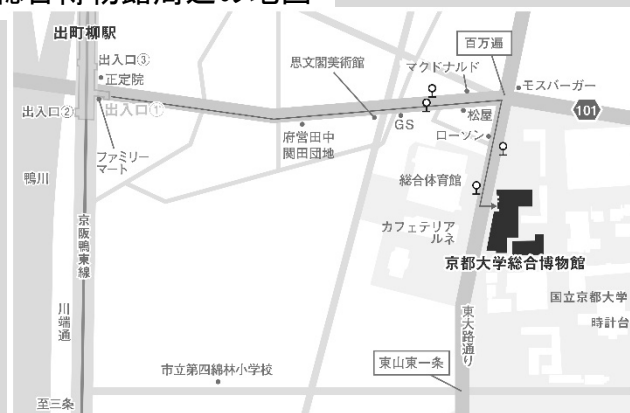 総合博物館周辺の地図
出町柳駅
出入口③
正定院
出入口②
出入口①
ファミリー
マート
鴨川
京阪鴨東線
川端通
至三条
府営田中
関田団地
思文閣美術館
GS
マクドナルド
百万遍
モスバーガー
101
松屋
ローソン
総合体育館
カフェテリア
ルネ
京都大学総合博物館
国立京都大学
時計台
東大路通り
東山東一条
市立第四錦林小学校